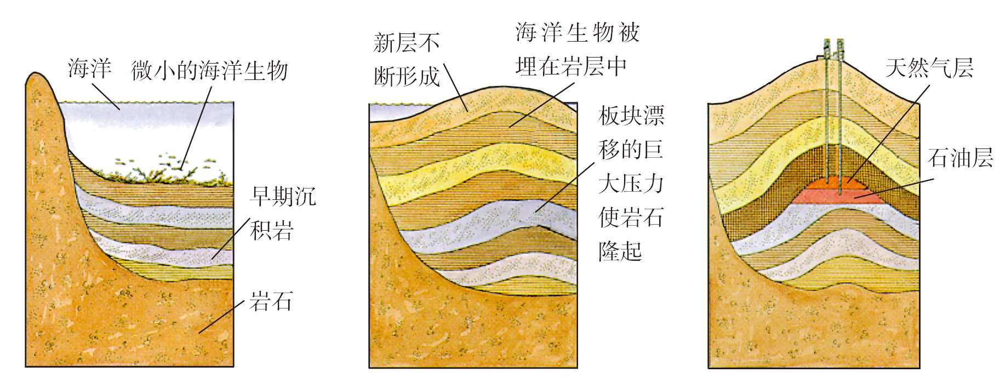 海洋
微小的海洋生物
早期沉
积岩
岩石
新层不
断形成
海洋生物被
埋在岩层中
板块漂
移的巨
大压力
使岩石
隆起
天然气层
石油层